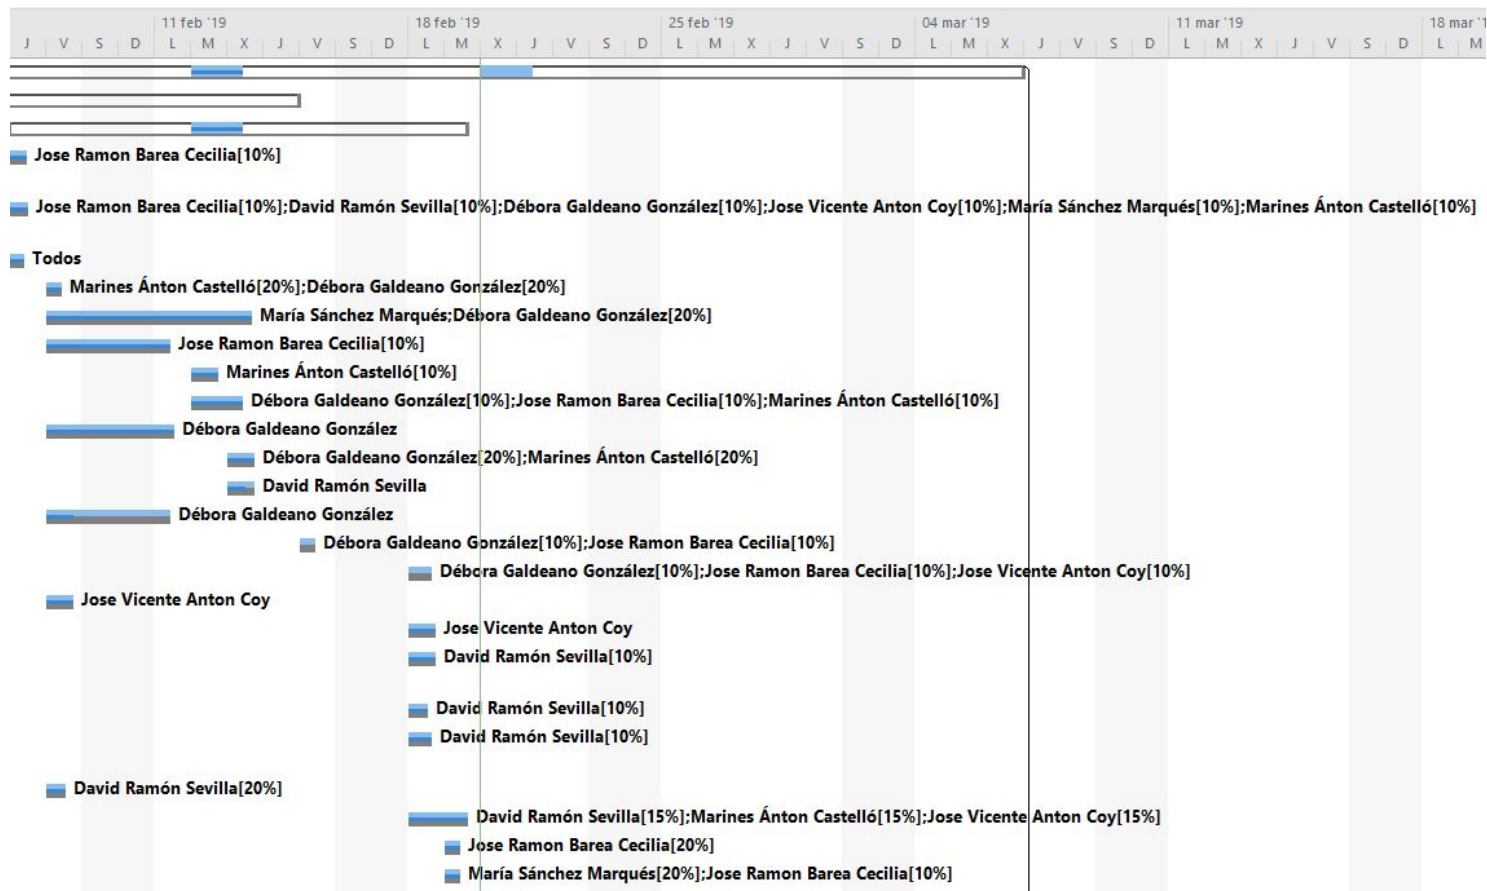 11 feb '19 18 feb '19 25 feb '19 04 mar '19 11 mar '19 18 mar '1
J V S D L M X J V S D L M X J V S D L M X J V S D L M X J V S D L M X J V S D L M
Jose Ramon Barea Cecilia[10%]
Jose Ramon Barea Cecilia[10%];David Ramón Sevilla[10%];Débora Galdeano González[10%];Jose Vicente Anton Coy[10%];María Sánchez Marqués[10%];Marines Ánton Castelló[10%]
Todos
Marines Ánton Castelló[20%];Débora Galdeano González[20%]
María Sánchez Marqués;Débora Galdeano González[20%]
Jose Ramon Barea Cecilia[10%]
Marines Ánton Castelló[10%]
Débora Galdeano González[10%];Jose Ramon Barea Cecilia[10%];Marines Ánton Castelló[10%]
Débora Galdeano González
Débora Galdeano González[20%];Marines Ánton Castelló[20%]
David Ramón Sevilla
Débora Galdeano González
Débora Galdeano González[10%];Jose Ramon Barea Cecilia[10%]
Débora Galdeano González[10%];Jose Ramon Barea Cecilia[10%];Jose Vicente Anton Coy[10%]
Jose Vicente Anton Coy
Jose Vicente Anton Coy
David Ramón Sevilla[10%]
David Ramón Sevilla[10%]
David Ramón Sevilla[10%]
David Ramón Sevilla[20%]
David Ramón Sevilla[15%];Marines Ánton Castelló[15%];Jose Vicente Anton Coy[15%]
Jose Ramon Barea Cecilia[20%]
María Sánchez Marqués[20%];Jose Ramon Barea Cecilia[10%]